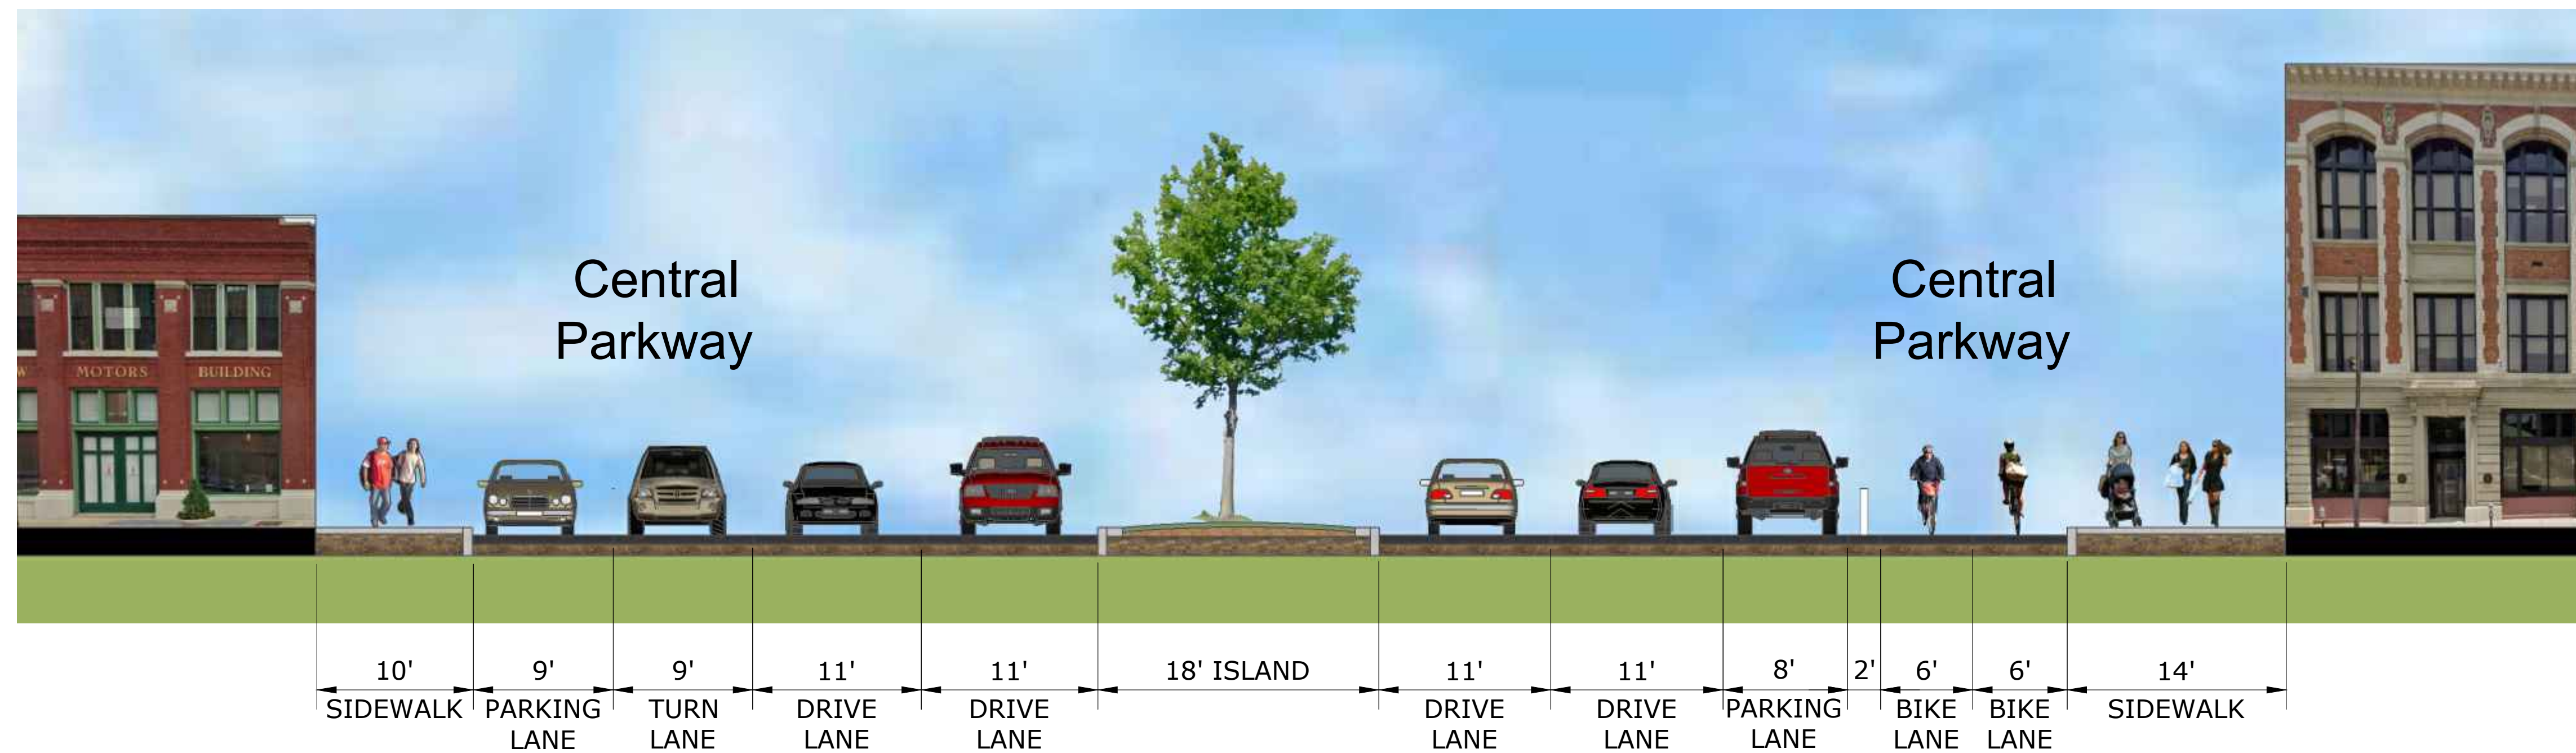 Central
Parkway
Central
Parkway
MOTORS BUILDING
10' 9' 9' 11' 11' 18' ISLAND 11' 11' 8' 2' 6' 6' 14'
SIDEWALK PARKING TURN DRIVE DRIVE DRIVE DRIVE PARKING BIKE BIKE SIDEWALK
LANE LANE LANE LANE LANE LANE LANE LANE LANE